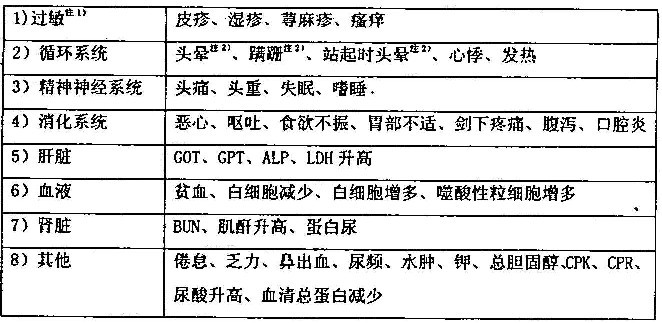 1)过敏注1) 皮疹、湿疹、荨麻疹、瘙痒
2) 循环系统 头晕注2)、蹒跚注2)、站起时头晕注2)、心悸、发热
3) 精神神经系统 头痛、头重、失眠、嗜睡.
4) 消化系统 恶心、呕吐、食欲不振、胃部不适、剑下疼痛、腹泻、口腔炎
5) 肝脏 GOT、GPT、ALP、LDH 升高
6) 血液 贫血、白细胞减少、白细胞增多、噬酸性粒细胞增多
7) 肾脏 BUN、肌酐升高、蛋白尿
8) 其他 倦怠、乏力、鼻出血、尿频、水肿、钾、总胆固醇、CPK、CPR、
尿酸升高、血清总蛋白减少